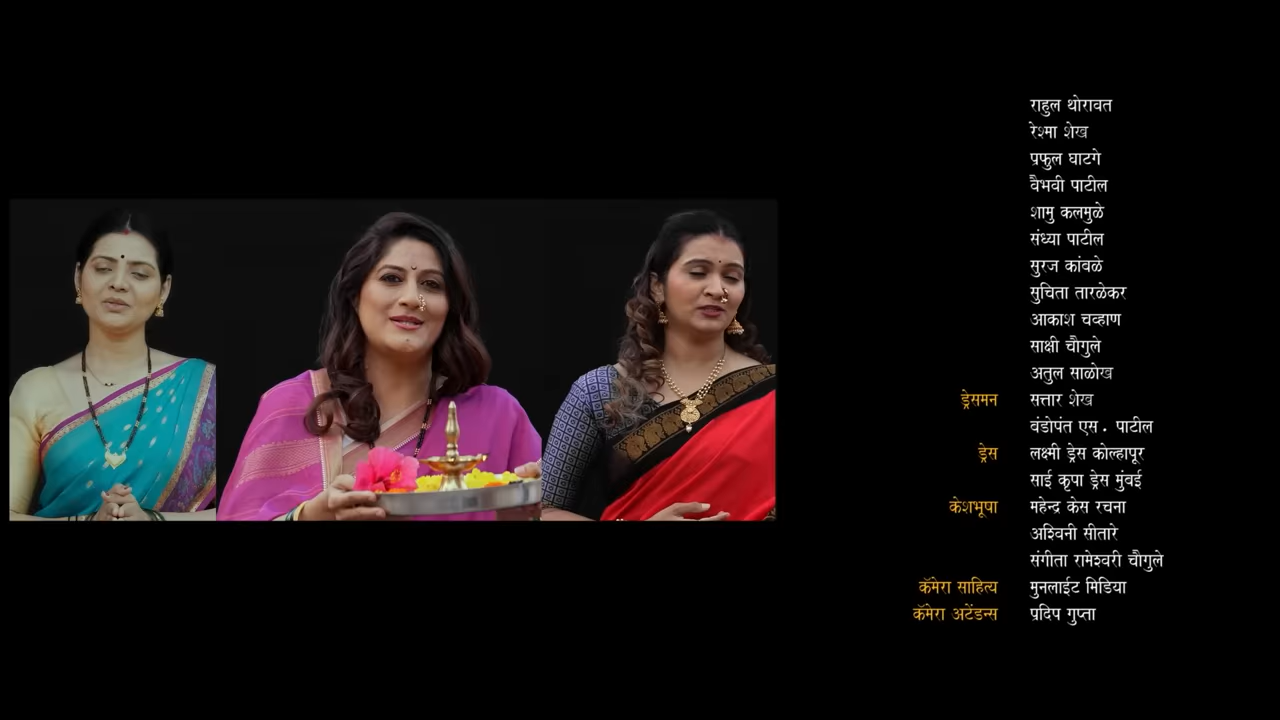 राहुल थोरावत
रेश्मा शेख
प्रफुल घाटगे
वैभवी पाटील
शामु कलमुळे
संध्या पाटील
सुरज कांवळे
सुचिता तारळेकर
आकाश चव्हाण
साक्षी चौगुले
अतुल साळोख
ड्रेसमन सत्तार शेख
बंडोपंत एस. पाटील
ड्रेस लक्ष्मी ड्रेस कोल्हापूर
साई कृपा ड्रेस मुंबई
केशभूषा महेन्द्र केस रचना
अश्विनी सीतारे
संगीता रामेश्वरी चौगुले
कॅमेरा साहित्य मुनलाईट मिडिया
कॅमेरा अटेंडन्स प्रदिप गुप्ता